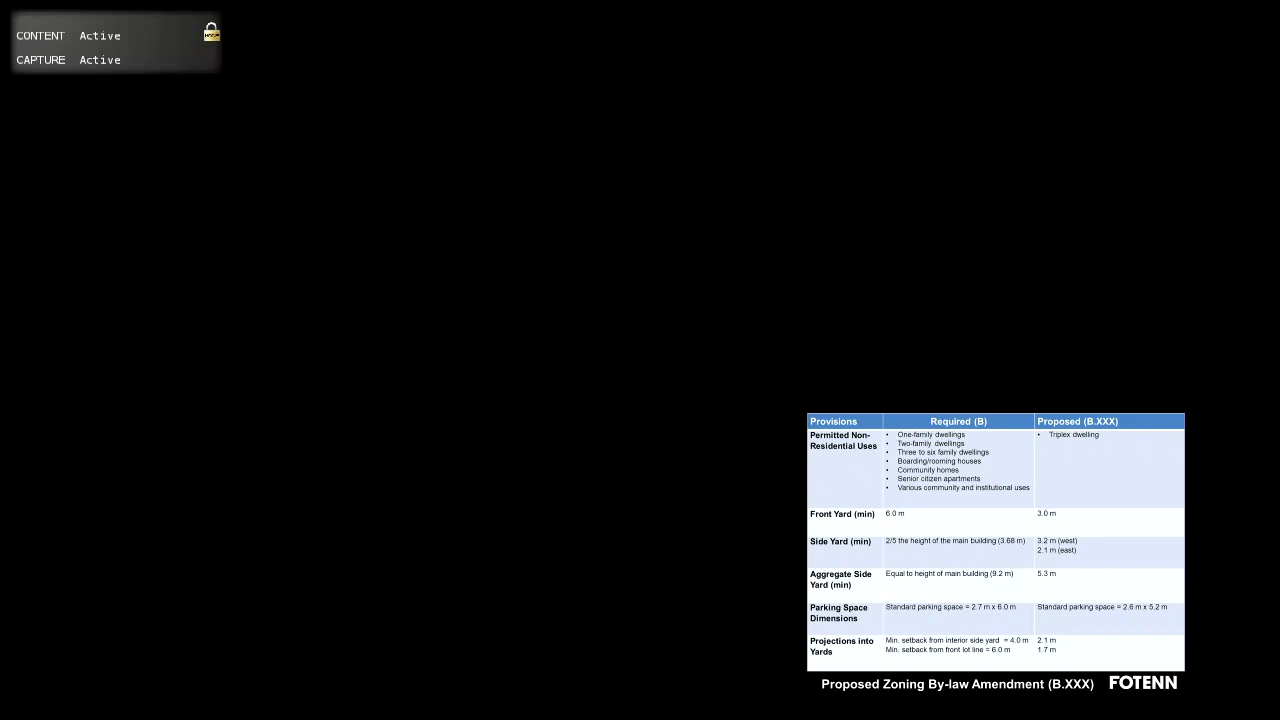 CONTENT Active
CAPTURE Active
Provisions Required (B) Proposed (B.XXX)
Permitted Non-
Residential Uses
• One-family dwellings
• Two-family dwellings
• Three to six family dwellings
• Boarding/rooming houses
• Community homes
• Senior citizen apartments
• Various community and institutional uses
• Triplex dwelling
Front Yard (min) 6.0 m 3.0 m
Side Yard (min) 2/5 the height of the main building (3.68 m) 3.2 m (west)
2.1 m (east)
Aggregate Side
Yard (min)
Equal to height of main building (9.2 m) 5.3 m
Parking Space
Dimensions
Standard parking space = 2.7 m x 6.0 m Standard parking space = 2.6 m x 5.2 m
Projections into
Yards
Min. setback from interior side yard = 4.0 m 2.1 m
Min. setback from front lot line = 6.0 m 1.7 m
Proposed Zoning By-law Amendment (B.XXX) FOTENN